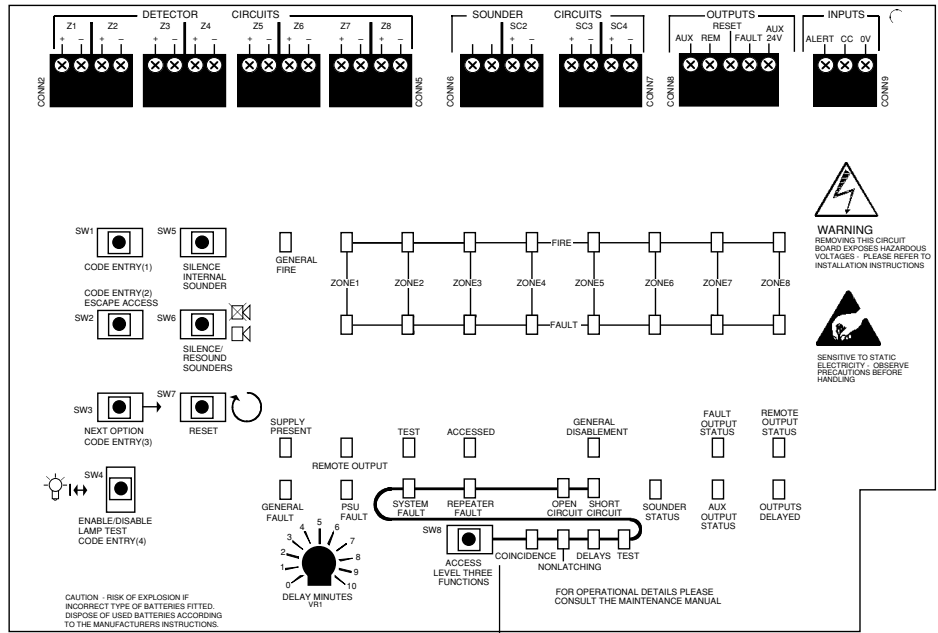 DETECTOR CIRCUITS
Z1 Z2 Z3 Z4 Z5 Z6 Z7 Z8
+ – + – + – + – + – + – + – + –
CONN2
CONN5
SOUNDER CIRCUITS
SC2 SC3 SC4
+ – + – + –
CONN6
CONN7
OUTPUTS
RESET
AUX REM FAULT AUX 24V
CONN8
INPUTS
ALERT CC 0V
CONN9
WARNING
REMOVING THIS CIRCUIT
BOARD EXPOSES HAZARDOUS
VOLTAGES - PLEASE REFER TO
INSTALLATION INSTRUCTIONS
SENSITIVE TO STATIC
ELECTRICITY - OBSERVE
PRECAUTIONS BEFORE
HANDLING
SW1
CODE ENTRY(1)
SW5
SILENCE
INTERNAL
SOUNDER
CODE ENTRY(2)
ESCAPE ACCESS
SW2
SW6
SILENCE/
RESOUND
SOUNDERS
SW3
NEXT OPTION
CODE ENTRY(3)
SW7
RESET
SW4
ENABLE/DISABLE
LAMP TEST
CODE ENTRY(4)
GENERAL
FIRE
FIRE
ZONE1 ZONE2 ZONE3 ZONE4 ZONE5 ZONE6 ZONE7 ZONE8
FAULT
SUPPLY
PRESENT
REMOTE OUTPUT
TEST
ACCESSED
GENERAL
DISABLEMENT
FAULT
OUTPUT
STATUS
REMOTE
OUTPUT
STATUS
GENERAL
FAULT
PSU
FAULT
SYSTEM
FAULT
REPEATER
FAULT
OPEN
CIRCUIT
SHORT
CIRCUIT
SOUNDER
STATUS
AUX
OUTPUT
STATUS
OUTPUTS
DELAYED
SW8
ACCESS
LEVEL THREE
FUNCTIONS
COINCIDENCE
NONLATCHING
DELAYS
TEST
0 1 2 3 4 5 6 7 8 9 10
DELAY MINUTES
VR1
FOR OPERATIONAL DETAILS PLEASE
CONSULT THE MAINTENANCE MANUAL
CAUTION - RISK OF EXPLOSION IF
INCORRECT TYPE OF BATTERIES FITTED.
DISPOSE OF USED BATTERIES ACCORDING
TO THE MANUFACTURERS INSTRUCTIONS.